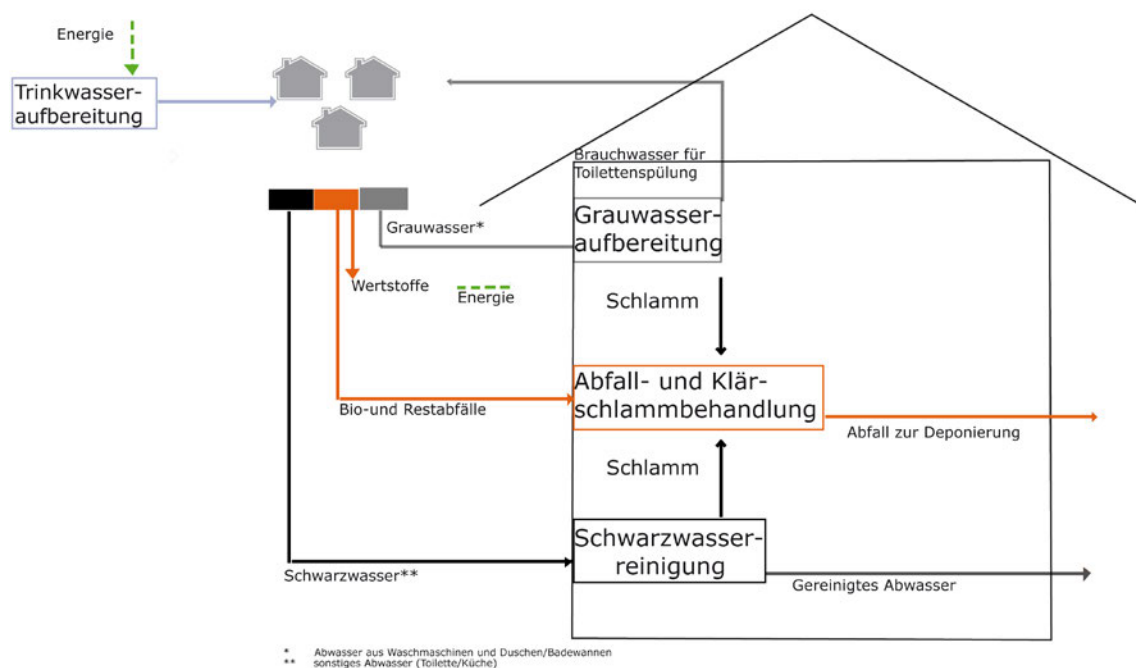 Energie
Trinkwasser-
aufbereitung
Brauchwasser für
Toilettenspülung
Grauwasser*
Grauwasser-
aufbereitung
Wertstoffe
Energie
Schlamm
Abfall- und Klär-
schlammbehandlung
Bio-und Restabfälle
Abfall zur Deponierung
Schlamm
Schwarzwasser-
reinigung
Schwarzwasser**
Gereinigtes Abwasser
* Abwasser aus Waschmaschinen und Duschen/Badewannen
** sonstiges Abwasser (Toilette/Küche)